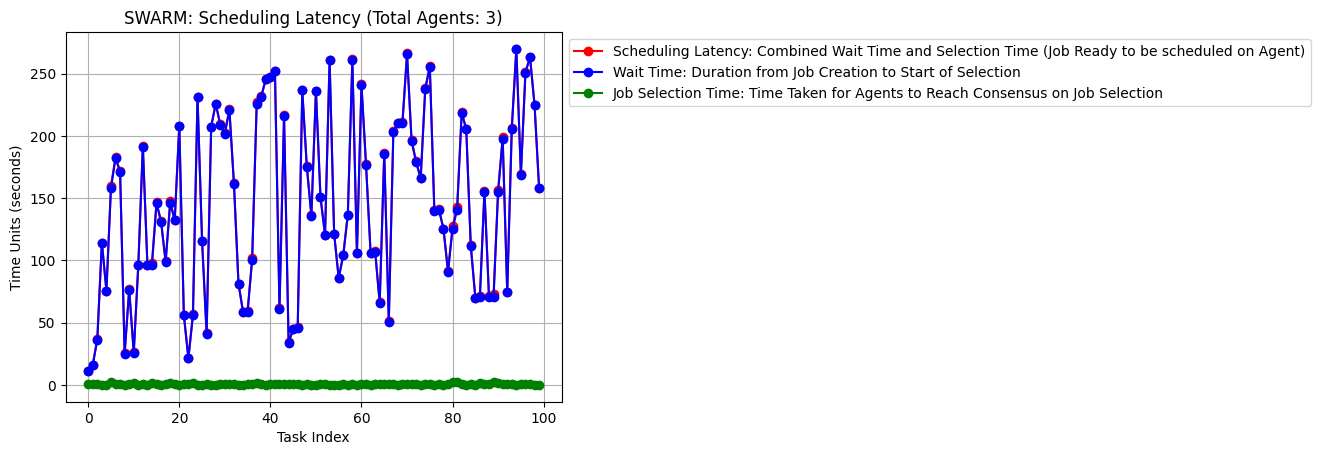 SWARM: Scheduling Latency (Total Agents: 3)
Scheduling Latency: Combined Wait Time and Selection Time (Job Ready to be scheduled on Agent)
Wait Time: Duration from Job Creation to Start of Selection
Job Selection Time: Time Taken for Agents to Reach Consensus on Job Selection
Time Units (seconds)
250
200
150
100
50
0
0 20 40 60 80 100
Task Index